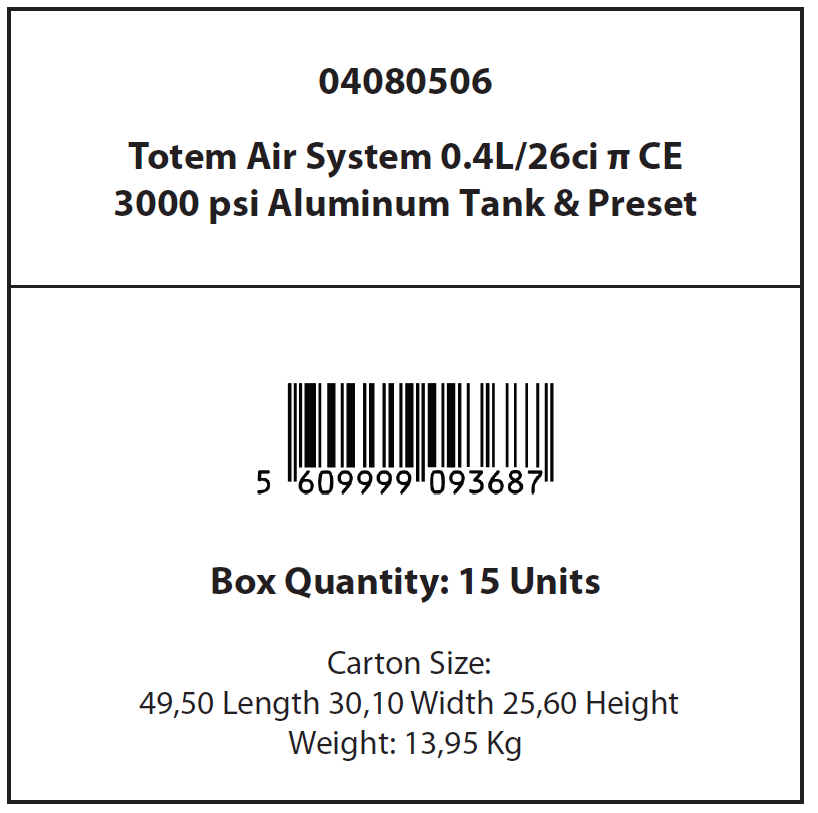 04080506
Totem Air System 0.4L/26ci π CE
3000 psi Aluminum Tank & Preset
5 609999 093687
Box Quantity: 15 Units
Carton Size:
49,50 Length 30,10 Width 25,60 Height
Weight: 13,95 Kg